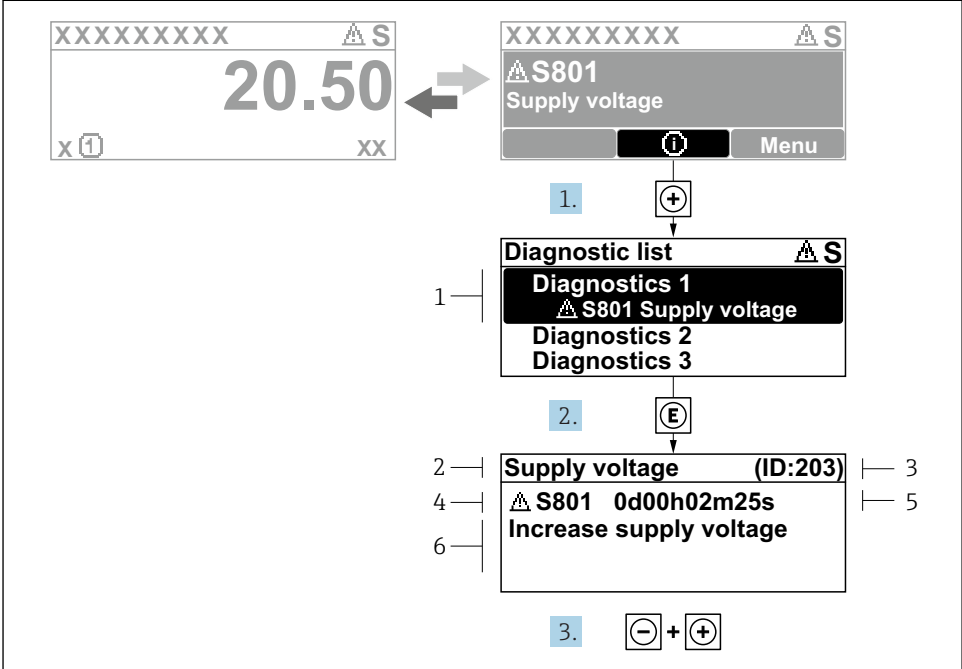 XXXXXXXXX ⚠ S
20.50
x ① xx
XXXXXXXXX ⚠ S
⚠ S801
Supply voltage
ⓘ Menu
1. +
Diagnostic list ⚠ S
1
Diagnostics 1
⚠ S801 Supply voltage
Diagnostics 2
Diagnostics 3
2. E
2 Supply voltage (ID:203) 3
4 ⚠ S801 0d00h02m25s 5
6 Increase supply voltage
3. − + +